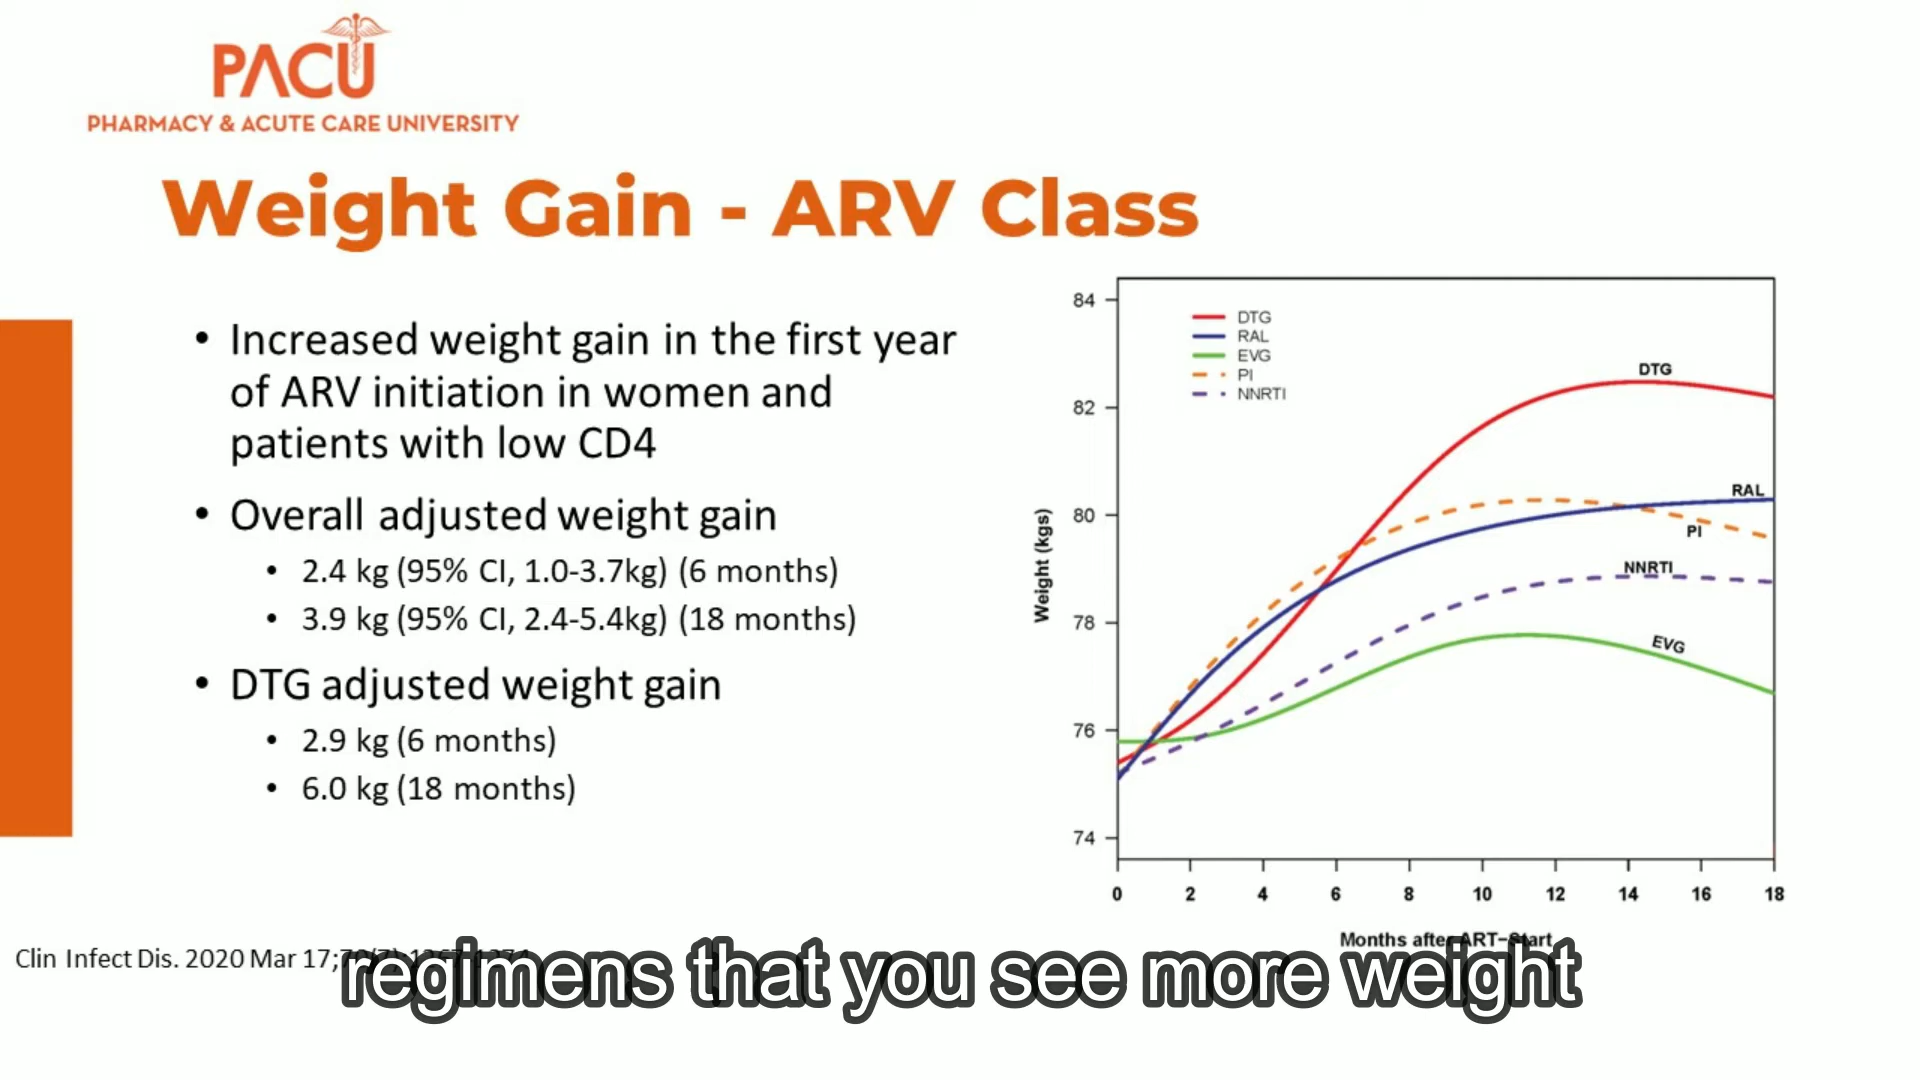 PACU
PHARMACY & ACUTE CARE UNIVERSITY
Weight Gain - ARV Class
• Increased weight gain in the first year
of ARV initiation in women and
patients with low CD4
• Overall adjusted weight gain
• 2.4 kg (95% CI, 1.0-3.7kg) (6 months)
• 3.9 kg (95% CI, 2.4-5.4kg) (18 months)
• DTG adjusted weight gain
• 2.9 kg (6 months)
• 6.0 kg (18 months)
84
82
80
78
76
74
Weight (kgs)
DTG
RAL
EVG
PI
NNRTI
DTG
RAL
PI
NNRTI
EVG
0 2 4 6 8 10 12 14 16 18
Months after ART-Start
Clin Infect Dis. 2020 Mar 17;
regimens that you see more weight